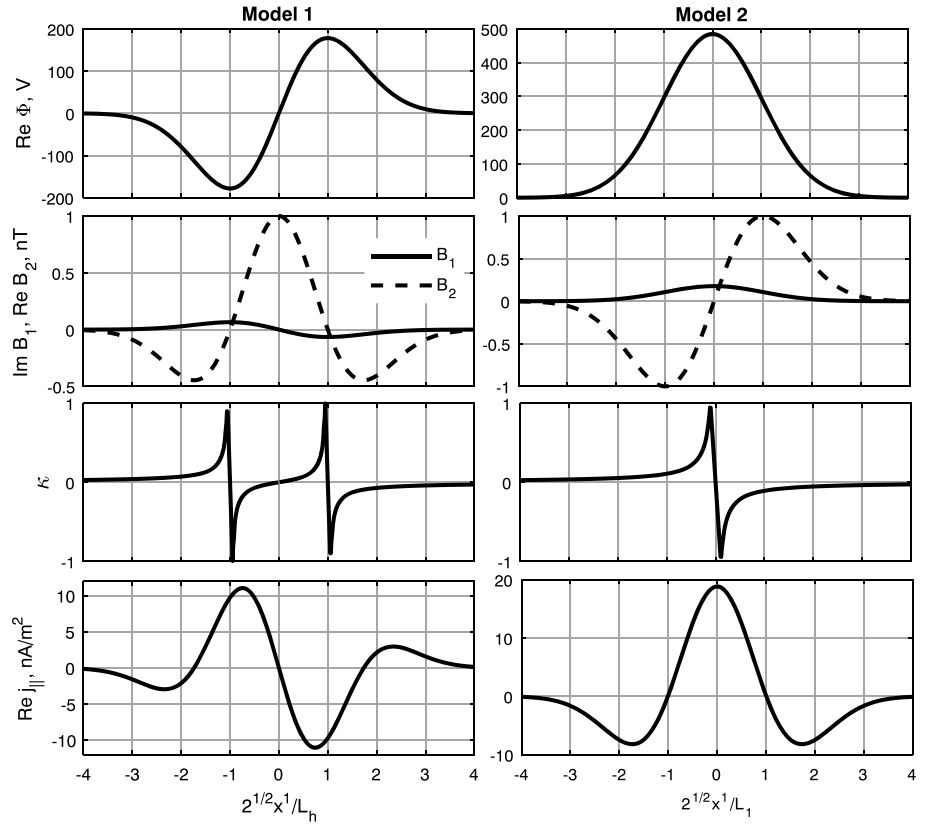 Model 1
Model 2
Re Φ, V
200
100
0
-100
-200
500
400
300
200
100
0
Im B1, Re B2, nT
1
0.5
0
-0.5
B1
B2
1
0.5
0
-0.5
-1
κ
1
0
-1
1
0
-1
Re j||, nA/m2
10
5
0
-5
-10
20
10
0
-10
-4 -3 -2 -1 0 1 2 3 4
-4 -3 -2 -1 0 1 2 3 4
2^1/2x^1/Lh
2^1/2x^1/L1